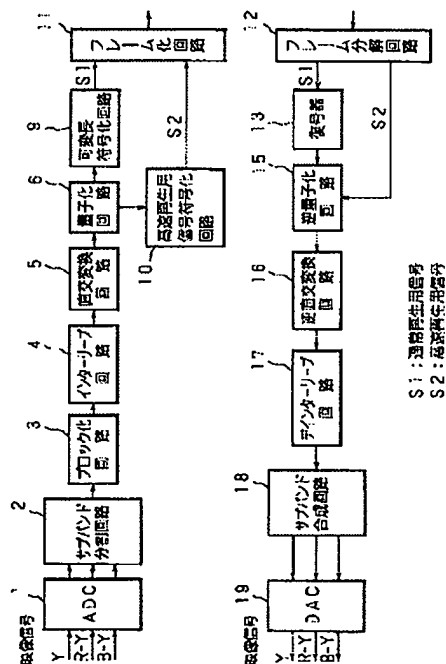 映像信号
Y
R-Y
B-Y
1
ADC
2
サブバンド
分割回路
3
ブロック化
回路
4
インターリーブ
回路
5
直交変換
回路
6
量子化
回路
9
可変長
符号化回路
S1
10
高速再生用
信号符号化
回路
S2
11
フレーム化回路
12
フレーム分解回路
S1
S2
13
復号器
15
逆量子化
回路
16
逆直交変換
回路
17
デインターリーブ
回路
18
サブバンド
合成回路
19
DAC
映像信号
Y
R-Y
B-Y
S1:通常再生用信号
S2:高速再生用信号